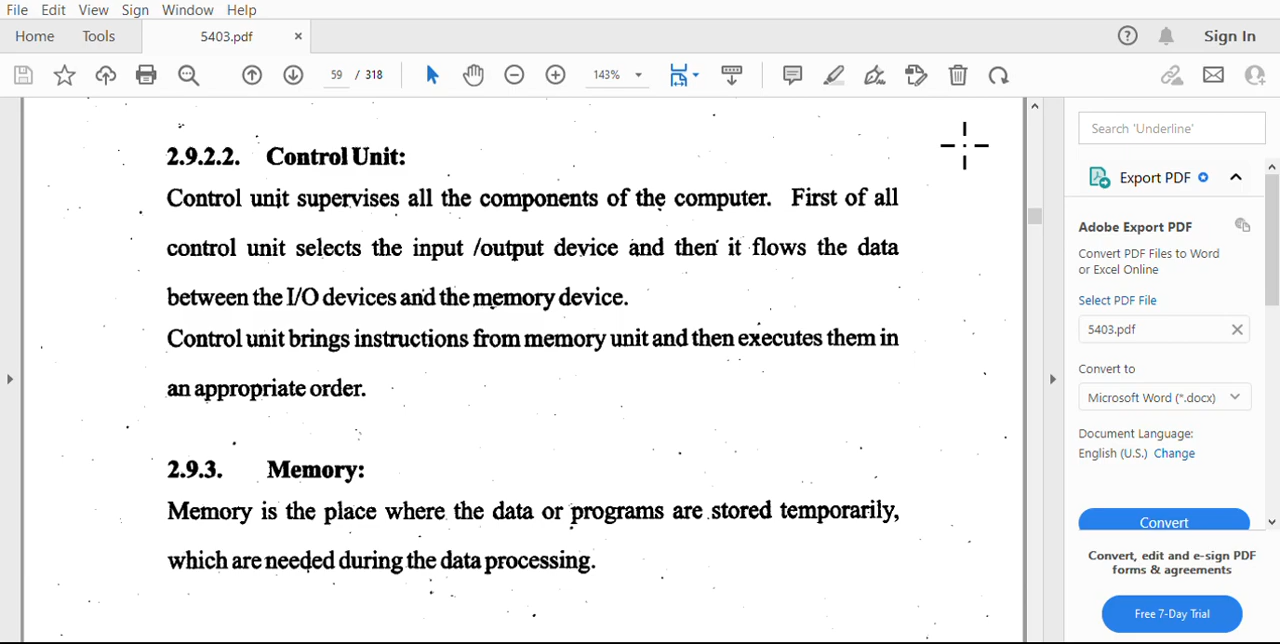 File Edit View Sign Window Help
Home Tools 5403.pdf × Sign In
59 / 318 143%
2.9.2.2. Control Unit:
Control unit supervises all the components of the computer. First of all
control unit selects the input /output device and then it flows the data
between the I/O devices and the memory device.
Control unit brings instructions from memory unit and then executes them in
an appropriate order.
2.9.3. Memory:
Memory is the place where the data or programs are stored temporarily,
which are needed during the data processing.
Search 'Underline'
Export PDF
Adobe Export PDF
Convert PDF Files to Word
or Excel Online
Select PDF File
5403.pdf
Convert to
Microsoft Word (*.docx)
Document Language:
English (U.S.) Change
Convert
Convert, edit and e-sign PDF
forms & agreements
Free 7-Day Trial